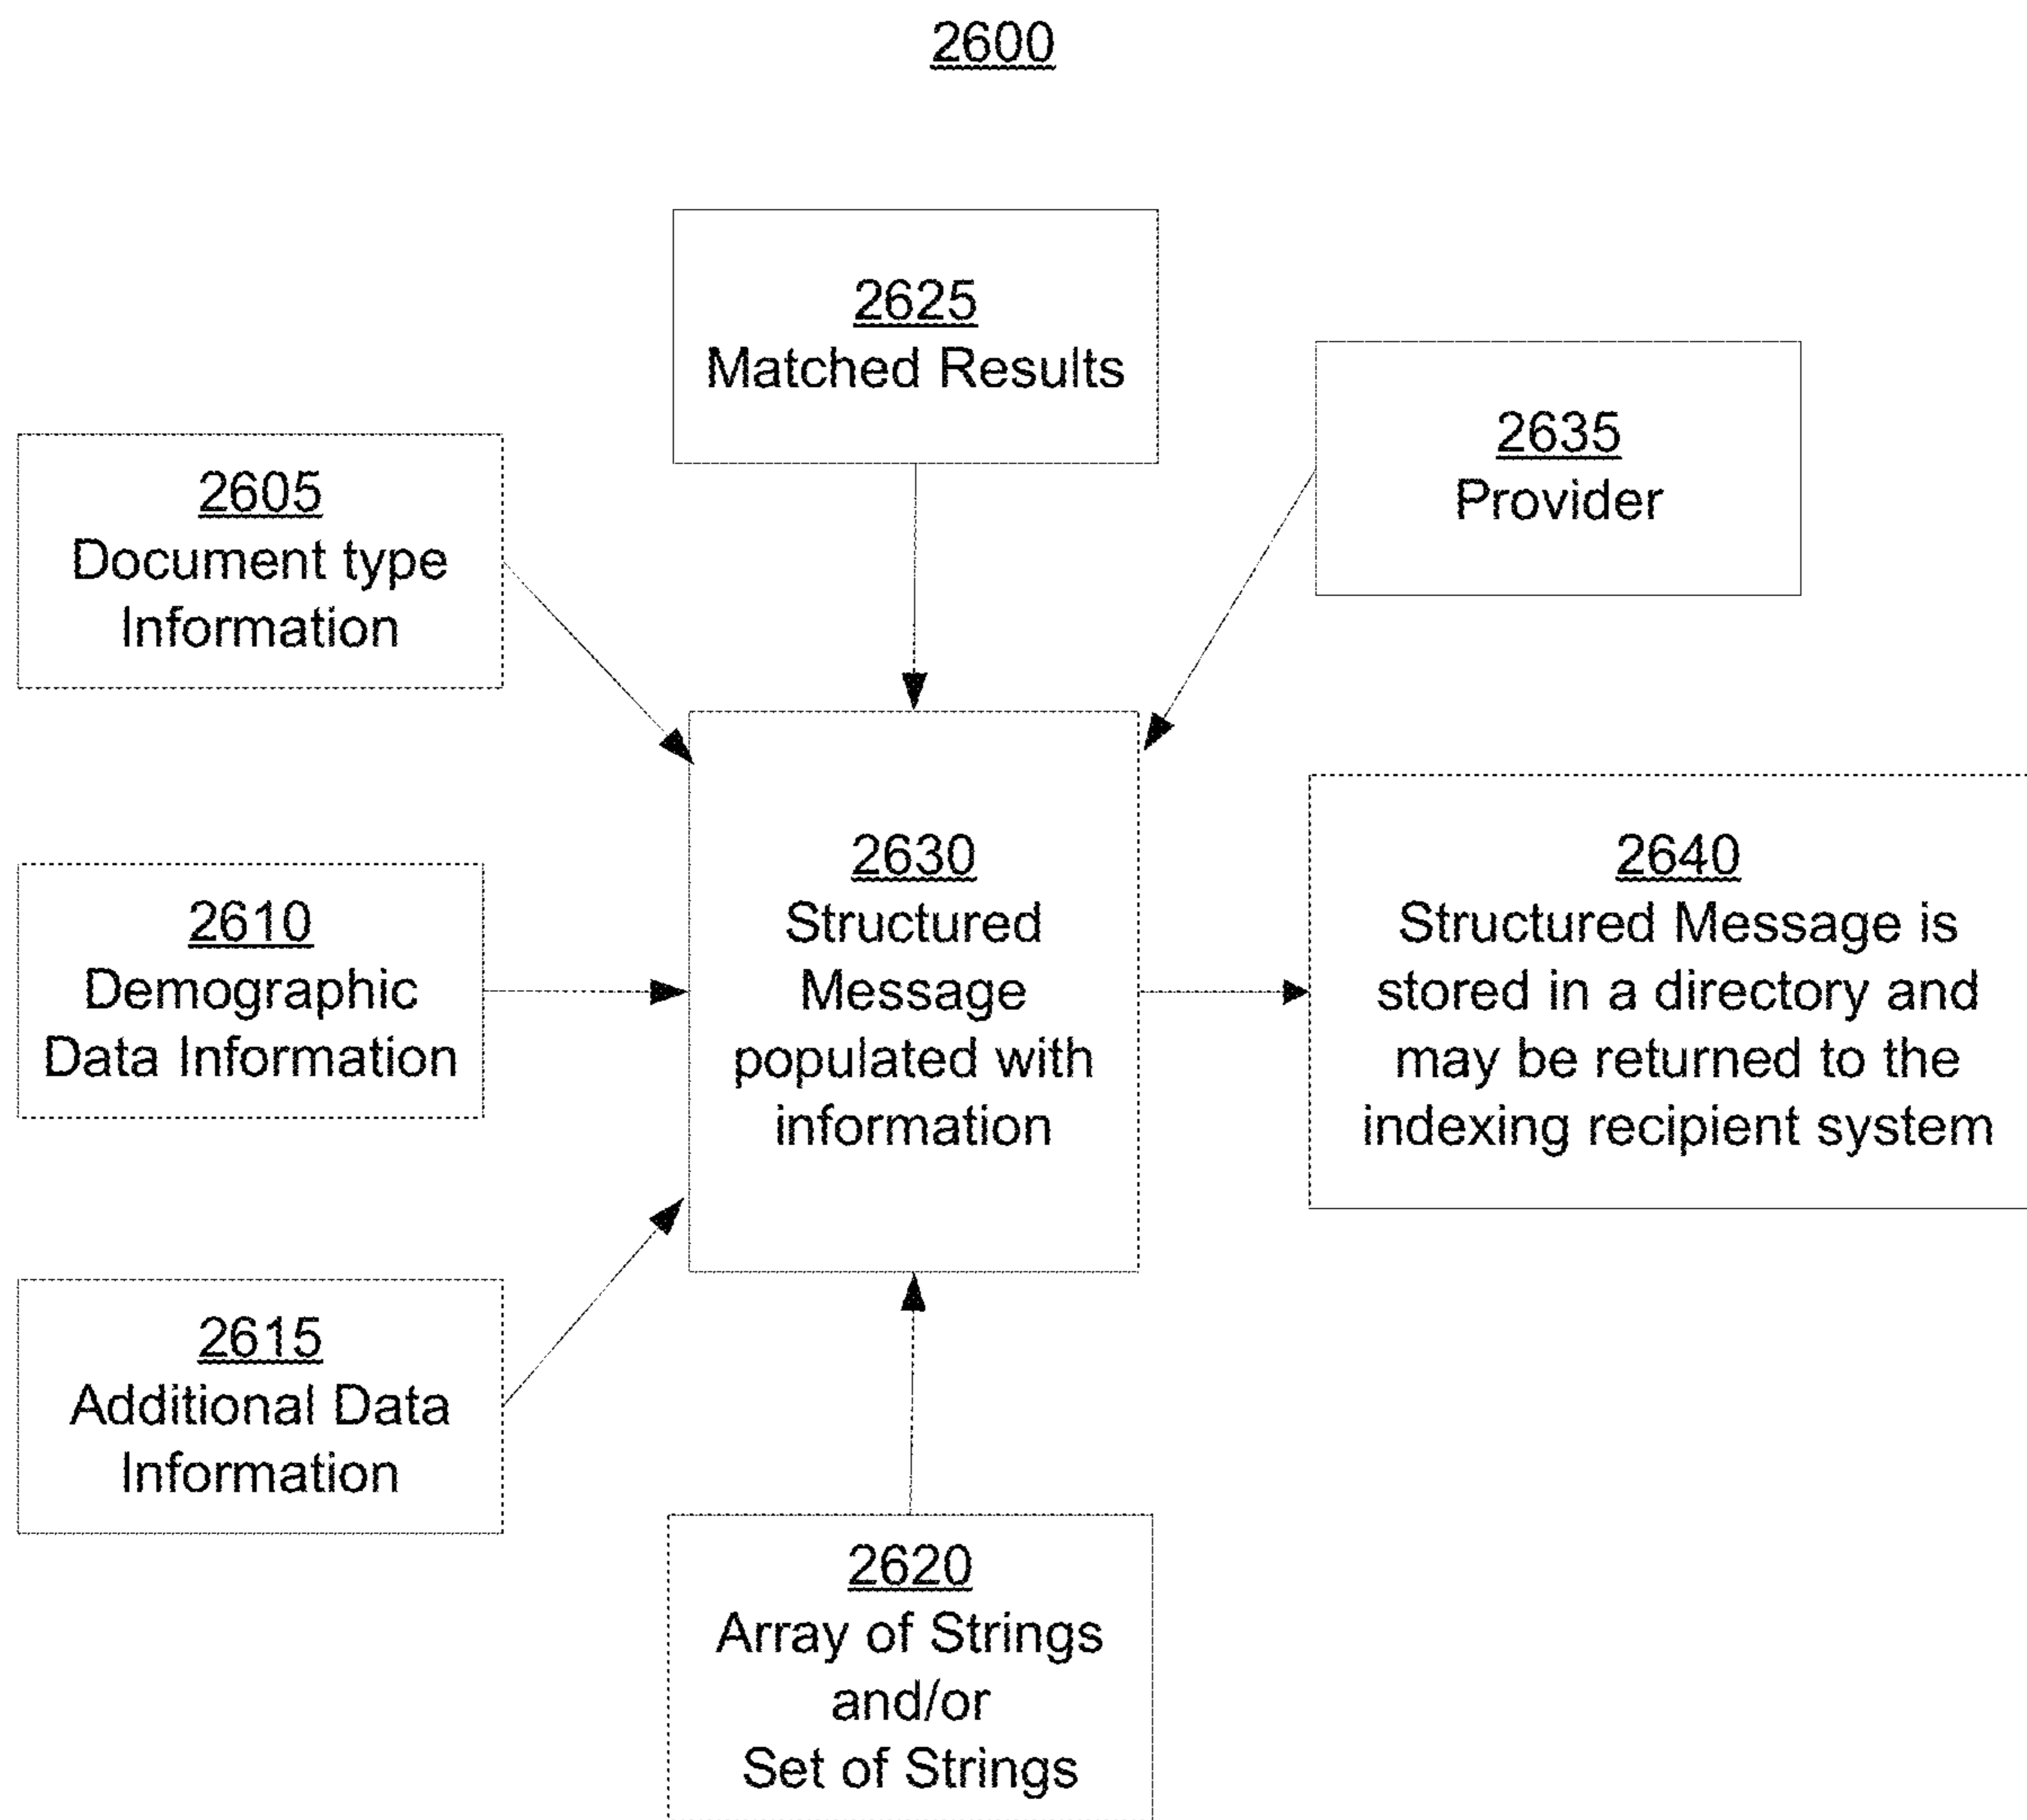 2600
2625
Matched Results
2635
Provider
2605
Document type
Information
2630
Structured
Message
populated with
information
2640
Structured Message is
stored in a directory and
may be returned to the
indexing recipient system
2610
Demographic
Data Information
2615
Additional Data
Information
2620
Array of Strings
and/or
Set of Strings